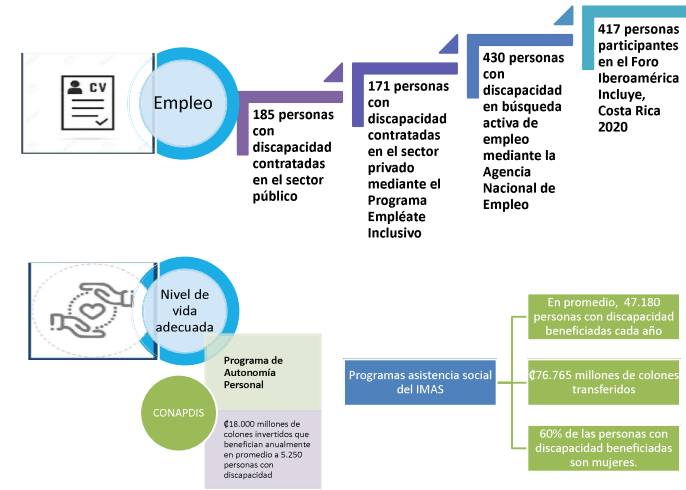 CV
Empleo
185 personas
con
discapacidad
contratadas
en el sector
público
171 personas
con
discapacidad
contratadas
en el sector
privado
mediante el
Programa
Empléate
Inclusivo
430 personas
con
discapacidad
en búsqueda
activa de
empleo
mediante la
Agencia
Nacional de
Empleo
417 personas
participantes
en el Foro
Iberoamérica
Incluye,
Costa Rica
2020
Nivel de
vida
adecuada
Programa de
Autonomía
Personal
CONAPDIS
₡18.000 millones de
colones invertidos que
benefician anualmente
en promedio a 5.250
personas con
discapacidad
Programas asistencia social
del IMAS
En promedio, 47.180
personas con discapacidad
beneficiadas cada año
₡76.765 millones de colones
transferidos
60% de las personas con
discapacidad beneficiadas
son mujeres.